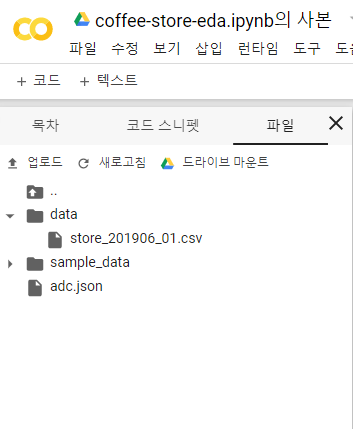 coffee-store-eda.ipynb의 사본
파일 수정 보기 삽입 런타임 도구 도움
+ 코드 + 텍스트
목차 코드 스니펫 파일
업로드 새로고침 드라이브 마운트
..
data
store_201906_01.csv
sample_data
adc.json